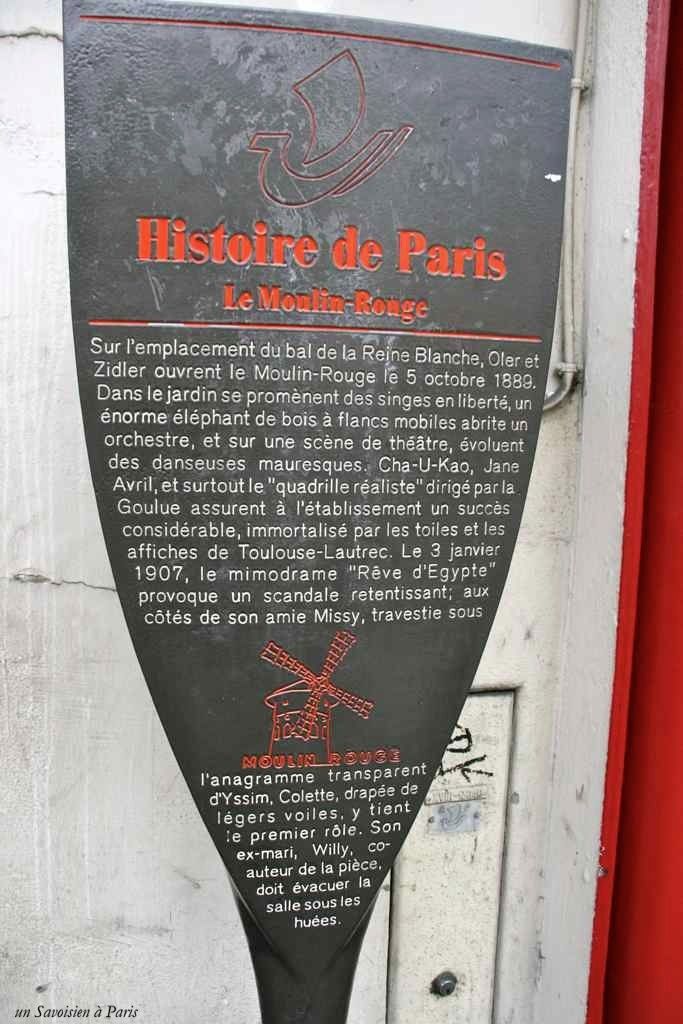 Histoire de Paris
Le Moulin-Rouge
Sur l'emplacement du bal de la Reine Blanche, Oler et
Zidler ouvrent le Moulin-Rouge le 5 octobre 1889.
Dans le jardin se promènent des singes en liberté, un
énorme éléphant de bois à flancs mobiles abrite un
orchestre, et sur une scène de théâtre, évoluent
des danseuses mauresques. Cha-U-Kao, Jane
Avril, et surtout le "quadrille réaliste" dirigé par la
Goulue assurent à l'établissement un succès
considérable, immortalisé par les toiles et les
affiches de Toulouse-Lautrec. Le 3 janvier
1907, le mimodrame "Rêve d'Egypte"
provoque un scandale retentissant; aux
côtés de son amie Missy, travestie sous
MOULIN ROUGE
l'anagramme transparent
d'Yssim, Colette, drapée de
légers voiles, y tient
le premier rôle. Son
ex-mari, Willy, co-
auteur de la pièce,
doit évacuer la
salle sous les
huées.
un Savoisien à Paris